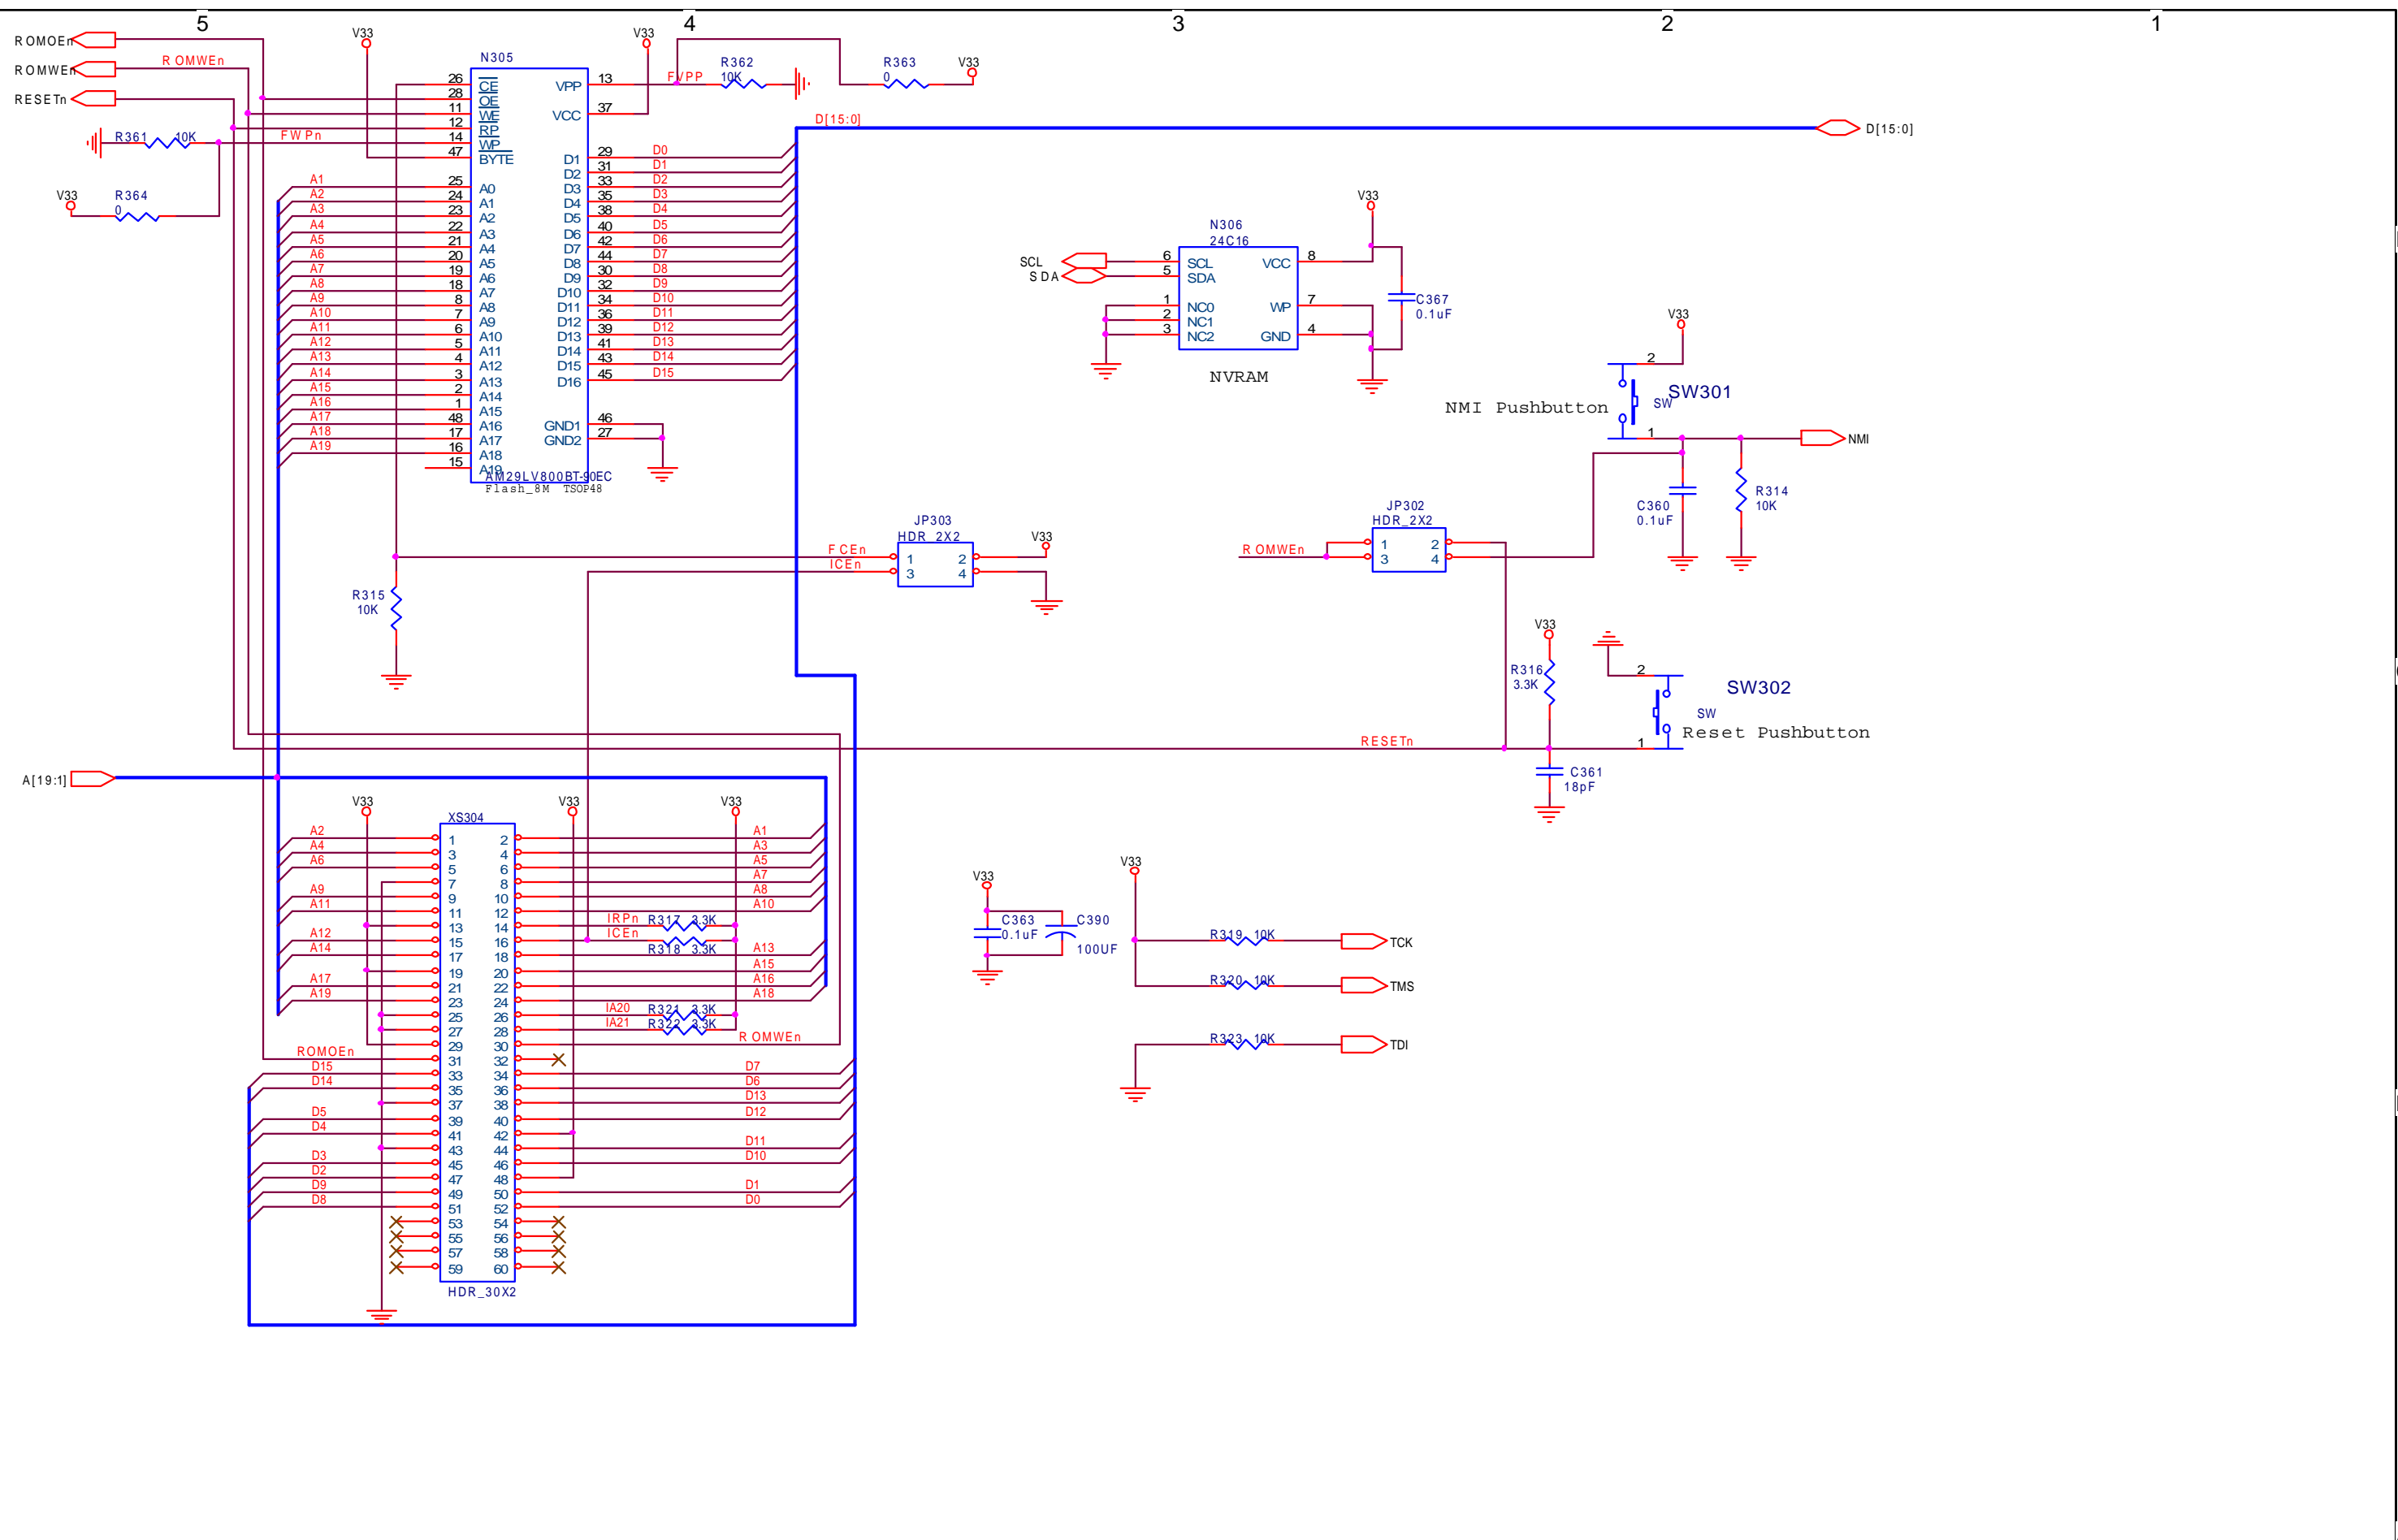 5 4 3 2 1
ROMOEn
ROMWEn
RESETn
ROMWEn
V33
V33
N305
26 CE
28 OE
11 WE
12 RP
14 WP
47 BYTE
25 A0
24 A1
23 A2
22 A3
21 A4
20 A5
19 A6
18 A7
8 A8
7 A9
6 A10
5 A11
4 A12
3 A13
2 A14
1 A15
48 A16
17 A17
16 A18
15 A19
VPP 13
VCC 37
D1 29
D2 31
D3 33
D4 35
D5 38
D6 40
D7 42
D8 44
D9 30
D10 32
D11 34
D12 36
D13 39
D14 41
D15 43
D16 45
GND1 46
GND2 27
AM29LV800BT-90EC
Flash_8M TSOP48
FVPP
R362
10K
R363
0
V33
R361 10K
FWPn
V33
R364
0
A1
A2
A3
A4
A5
A6
A7
A8
A9
A10
A11
A12
A13
A14
A15
A16
A17
A18
A19
D0
D1
D2
D3
D4
D5
D6
D7
D8
D9
D10
D11
D12
D13
D14
D15
D[15:0]
D[15:0]
N306
24C16
SCL
SDA
6 SCL
5 SDA
1 NC0
2 NC1
3 NC2
VCC 8
WP 7
GND 4
NVRAM
V33
C367
0.1uF
V33
2
SW301
SW
NMI Pushbutton
1
NMI
C360
0.1uF
R314
10K
JP303
HDR_2X2
FCEn
ICEn
1 2
3 4
V33
JP302
HDR_2X2
ROMWEn
1 2
3 4
R315
10K
V33
R316
3.3K
2
SW302
SW
Reset Pushbutton
1
RESETn
C361
18pF
A[19:1]
V33
V33
V33
XS304
A2 1 2 A1
A4 3 4 A3
A6 5 6 A5
7 8 A7
A9 9 10 A8
A11 11 12 A10
13 14 IRPn R317 3.3K
A12 15 16 ICEn R318 3.3K
A14 17 18 A13
19 20 A15
A17 21 22 A16
A19 23 24 A18
25 26 IA20 R321 3.3K
27 28 IA21 R322 3.3K
29 30 ROMWEn
ROMOEn 31 32
D15 33 34 D7
D14 35 36 D6
37 38 D13
D5 39 40 D12
D4 41 42
43 44 D11
D3 45 46 D10
D2 47 48
D9 49 50 D1
D8 51 52 D0
53 54
55 56
57 58
59 60
HDR_30X2
V33
C363
0.1uF
C390
100UF
V33
R319 10K
TCK
R320 10K
TMS
R323 10K
TDI